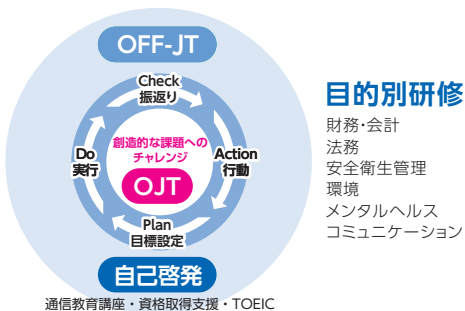 OFF-JT
Check
振返り
創造的な課題への
チャレンジ
OJT
Do
実行
Action
行動
Plan
目標設定
自己啓発
通信教育講座・資格取得支援・TOEIC
目的別研修
財務・会計
法務
安全衛生管理
環境
メンタルヘルス
コミュニケーション